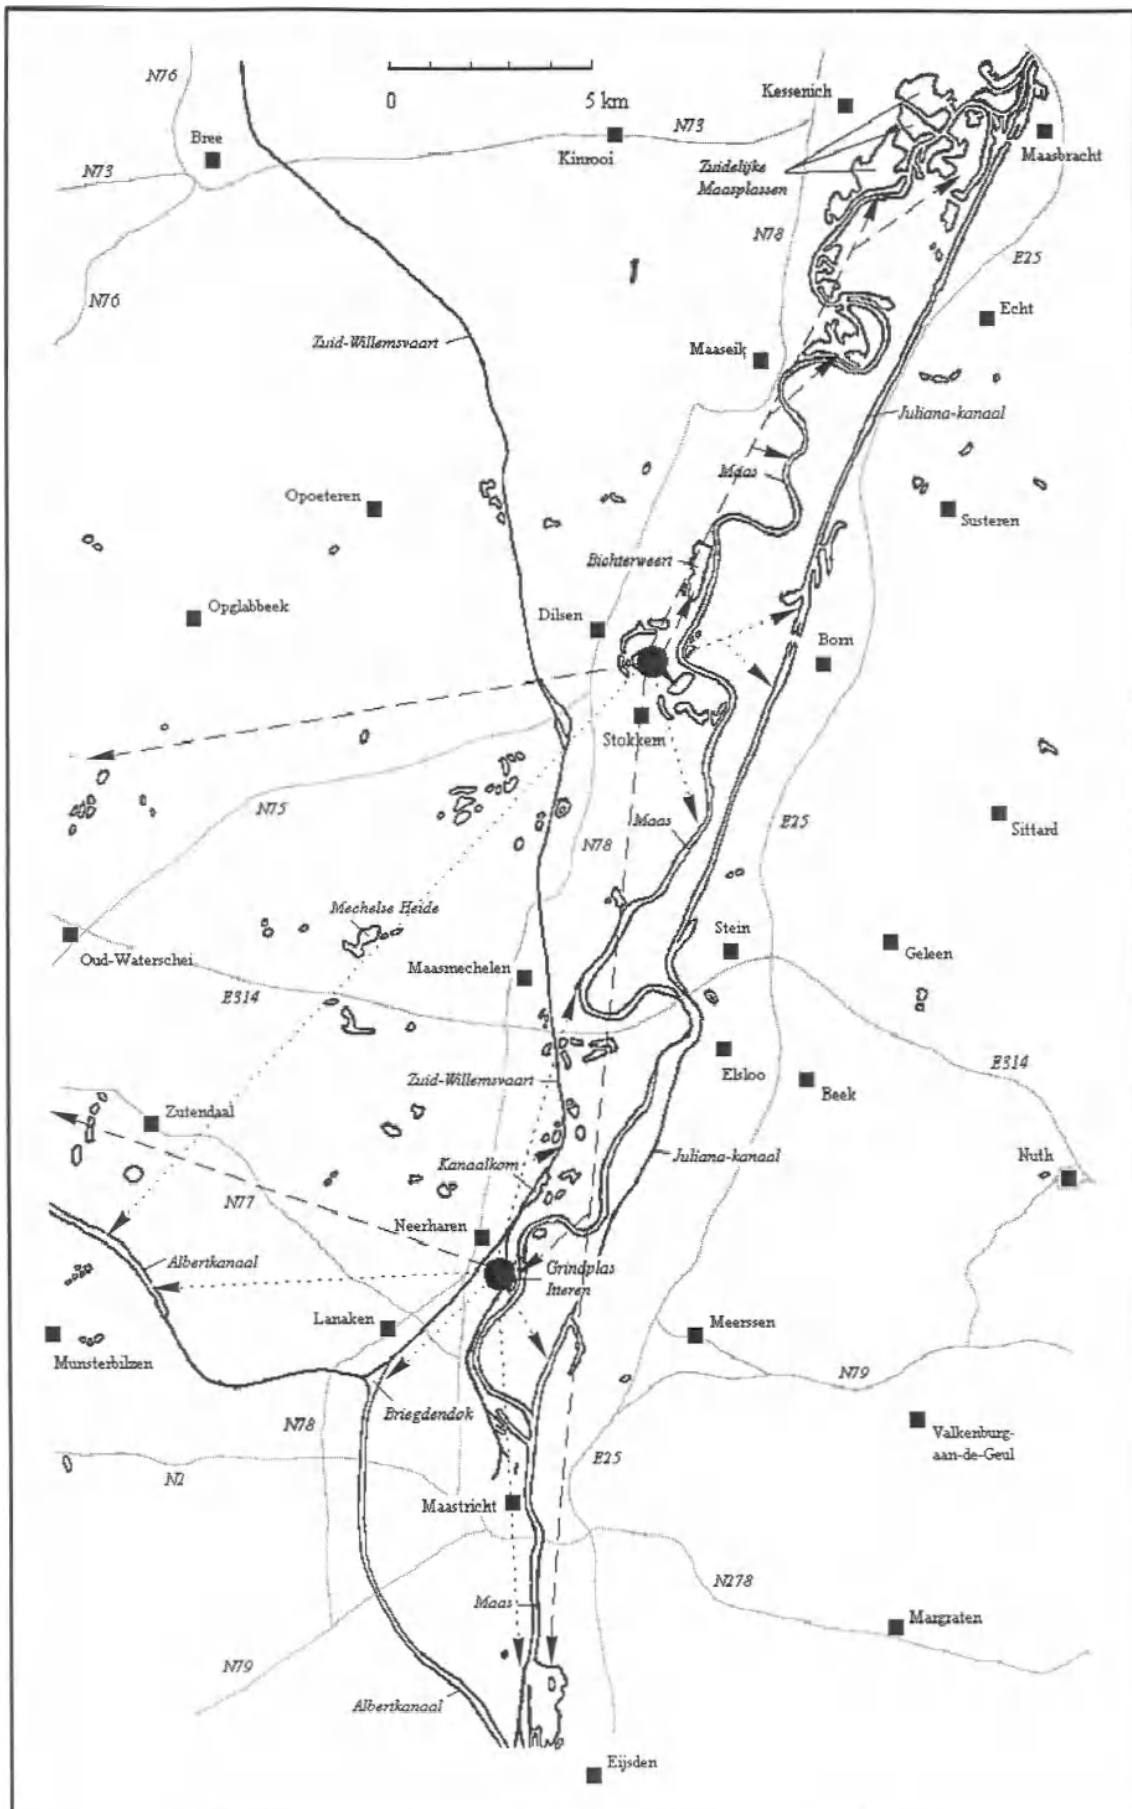 N76
0
5 km
Kessenich
Bree
N73
Kinrooi
Maasbracht
N73
Zuidelijke
Maasplassen
N78
E25
N76
Echt
Zuid-Willemsvaart
Maaseik
Juliana-kanaal
Maas
Opoeteren
Susteren
Bichterweert
Opglabbeek
Dilsen
Born
Stokkem
N75
Maas
E25
N78
Sittard
Mechelse Heide
Stein
Oud-Waterschei
Maasmechelen
Geleen
E314
Elsloo
E314
Zuid-Willemsvaart
Beek
Zutendaal
Kanaalkom
Juliana-kanaal
Nuth
N77
Neerharen
Albertkanaal
Grindplas
Itteren
Lanaken
Meerssen
Munsterbilzen
N79
Briegdendok
N78
Valkenburg-
aan-de-Geul
E25
N2
Maastricht
N278
Maas
Margraten
N79
Albertkanaal
Eijsden